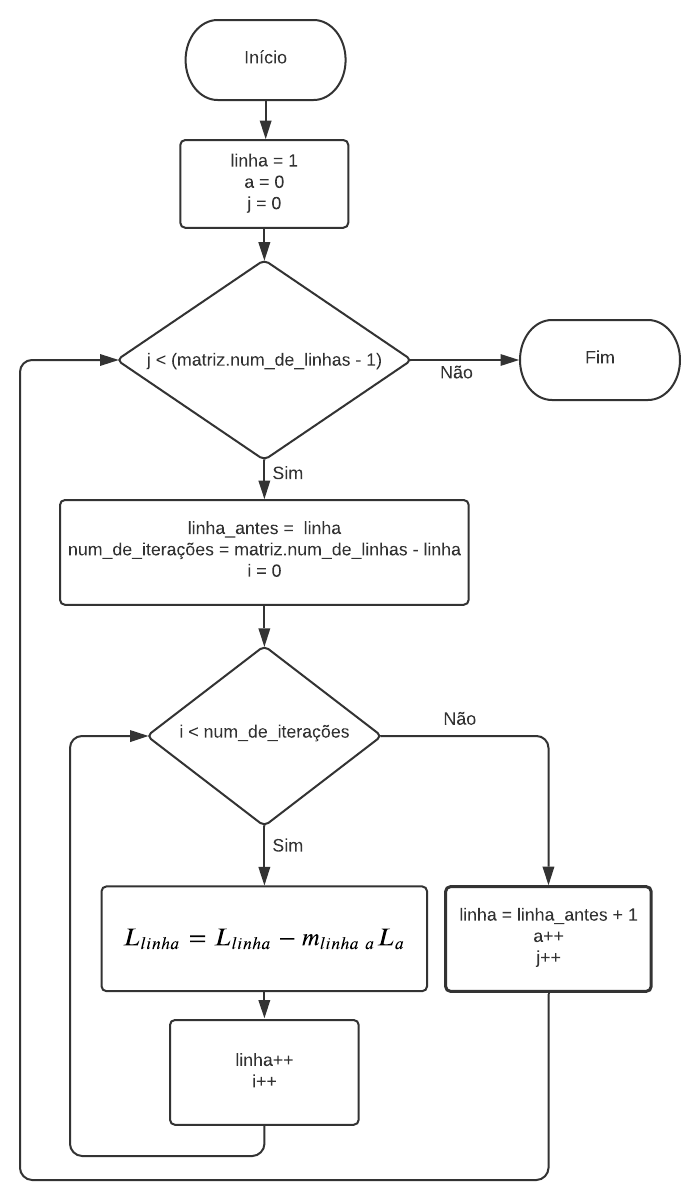 Início
linha = 1
a = 0
j = 0
j < (matriz.num_de_linhas - 1)
Não
Fim
Sim
linha_antes =  linha
num_de_iterações = matriz.num_de_linhas - linha
i = 0
i < num_de_iterações
Não
Sim
L_{linha} = L_{linha} − m_{linha a} L_{a}
linha = linha_antes + 1
a++
j++
linha++
i++